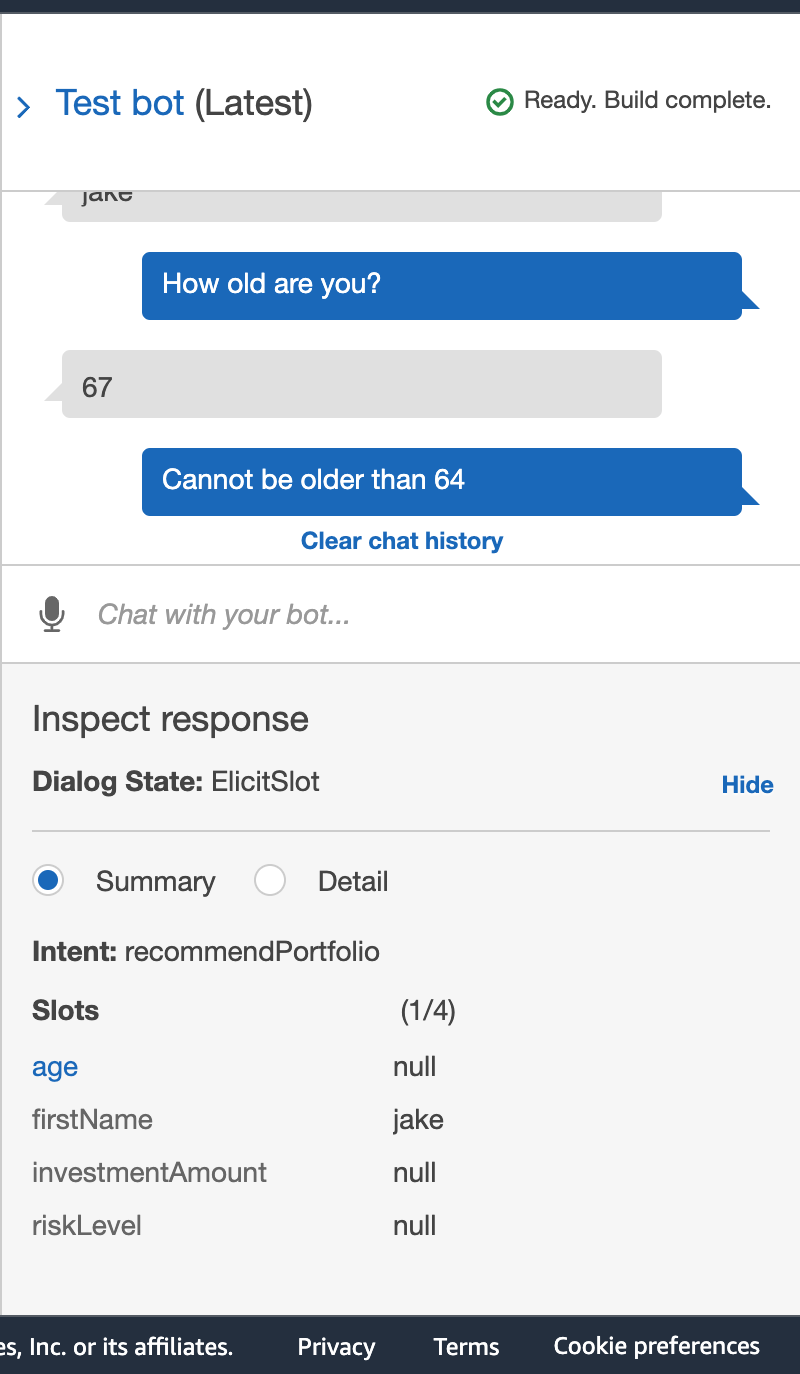 Test bot (Latest)
Ready. Build complete.
jake
How old are you?
67
Cannot be older than 64
Clear chat history
Chat with your bot...
Inspect response
Dialog State: ElicitSlot
Hide
Summary
Detail
Intent: recommendPortfolio
Slots (1/4)
age null
firstName jake
investmentAmount null
riskLevel null
es, Inc. or its affiliates. Privacy Terms Cookie preferences